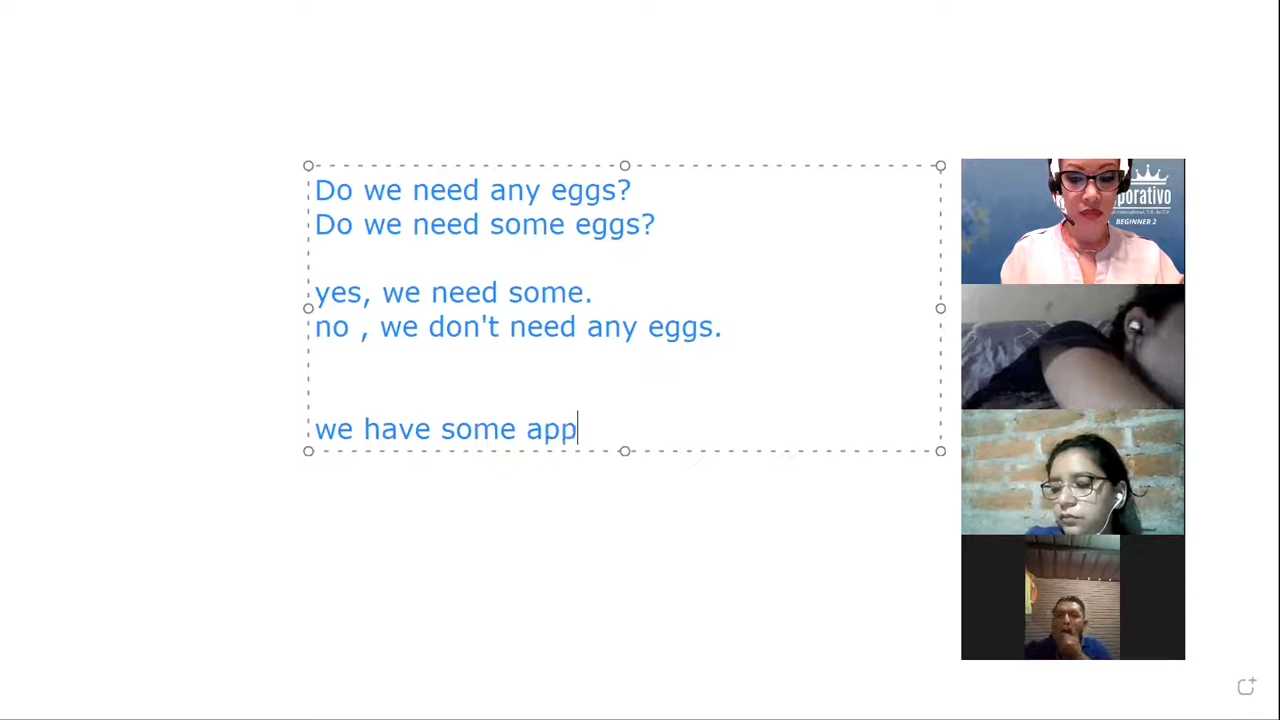 Do we need any eggs?
Do we need some eggs?
yes, we need some.
no , we don't need any eggs.
we have some app
porativo
BEGINNER 2